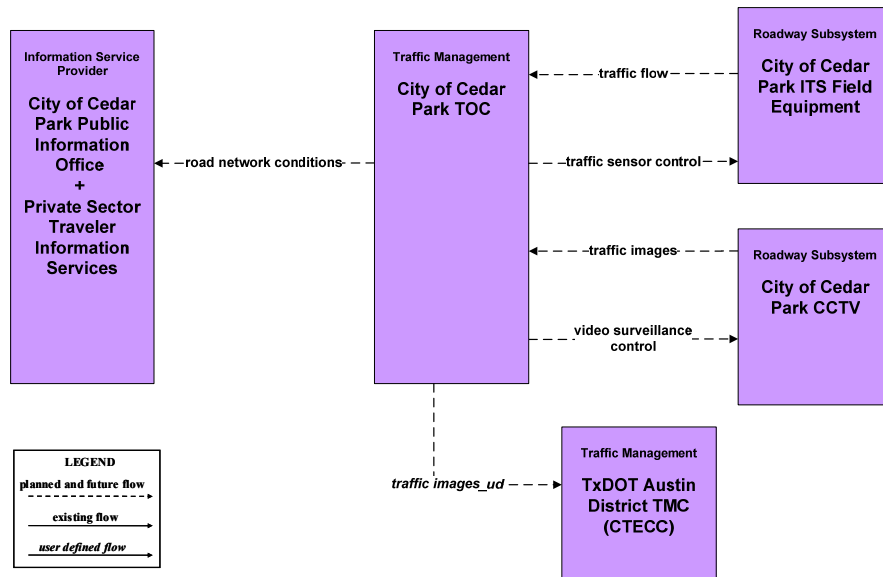 Information Service
Provider
City of Cedar
Park Public
Information
Office
+
Private Sector
Traveler
Information
Services
road network conditions
Traffic Management
City of Cedar
Park TOC
traffic flow
traffic sensor control
traffic images
video surveillance
control
Roadway Subsystem
City of Cedar
Park ITS Field
Equipment
Roadway Subsystem
City of Cedar
Park CCTV
traffic images_ud
Traffic Management
TxDOT Austin
District TMC
(CTECC)
LEGEND
planned and future flow
existing flow
user defined flow